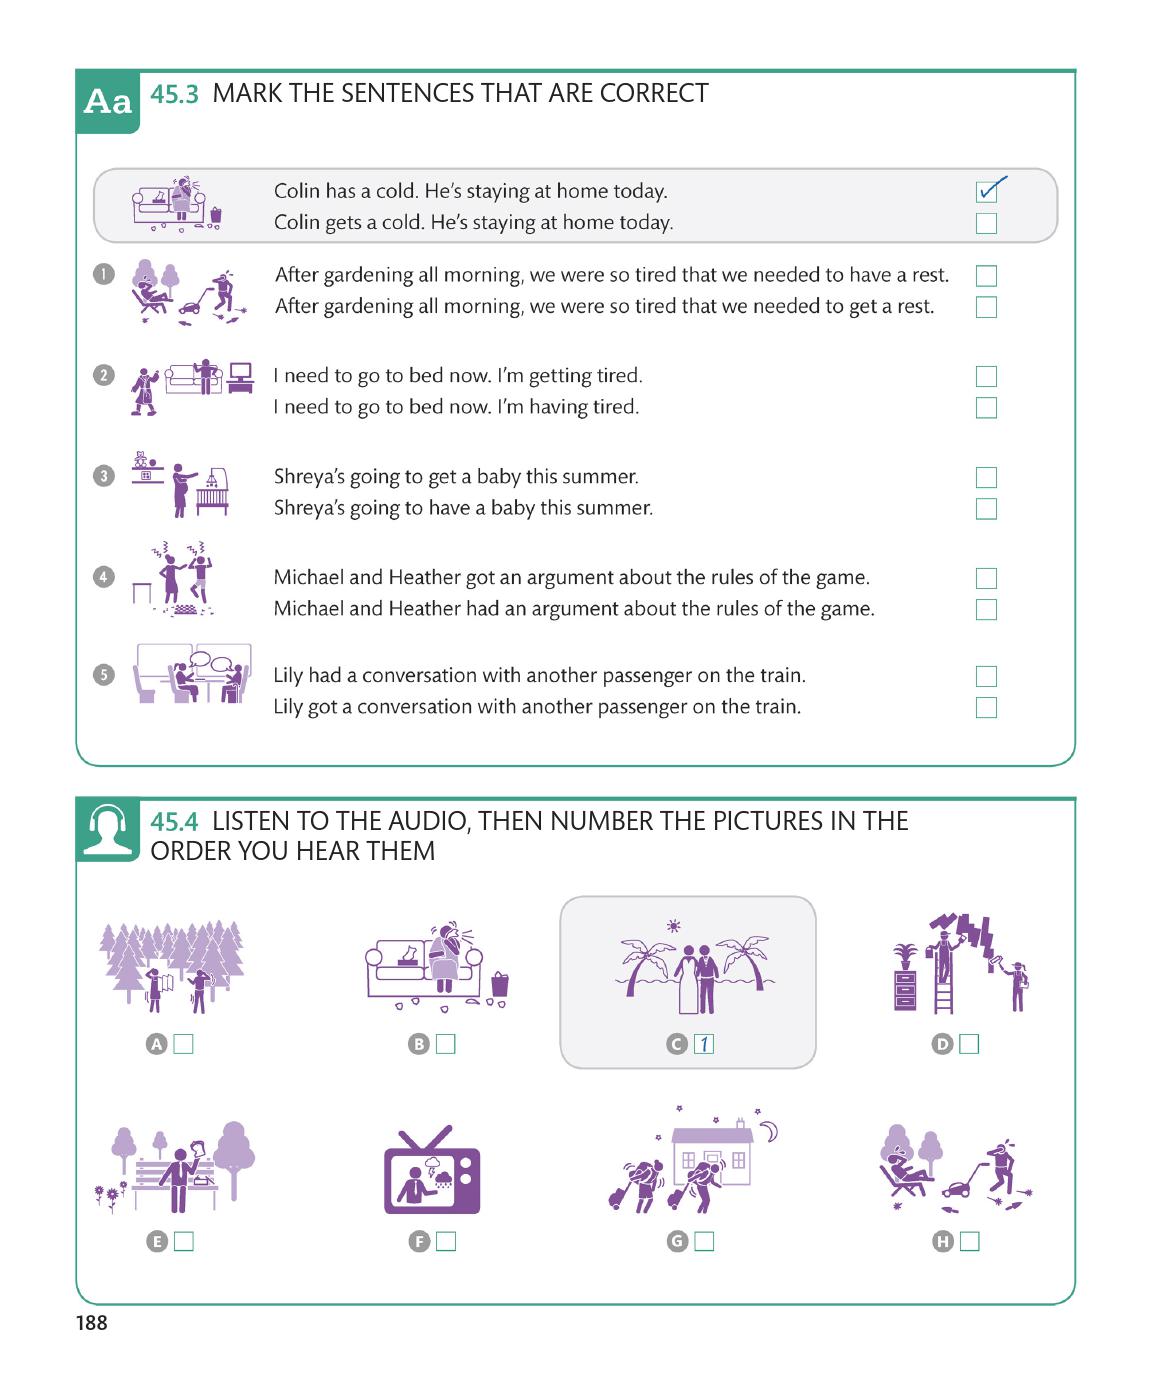 Aa
45.3 MARK THE SENTENCES THAT ARE CORRECT
Colin has a cold. He's staying at home today.
Colin gets a cold. He's staying at home today.
1
After gardening all morning, we were so tired that we needed to have a rest.
After gardening all morning, we were so tired that we needed to get a rest.
2
I need to go to bed now. I'm getting tired.
I need to go to bed now. I'm having tired.
3
Shreya's going to get a baby this summer.
Shreya's going to have a baby this summer.
4
Michael and Heather got an argument about the rules of the game.
Michael and Heather had an argument about the rules of the game.
5
Lily had a conversation with another passenger on the train.
Lily got a conversation with another passenger on the train.
45.4 LISTEN TO THE AUDIO, THEN NUMBER THE PICTURES IN THE
ORDER YOU HEAR THEM
A
B
C 1
D
E
F
G
H
188